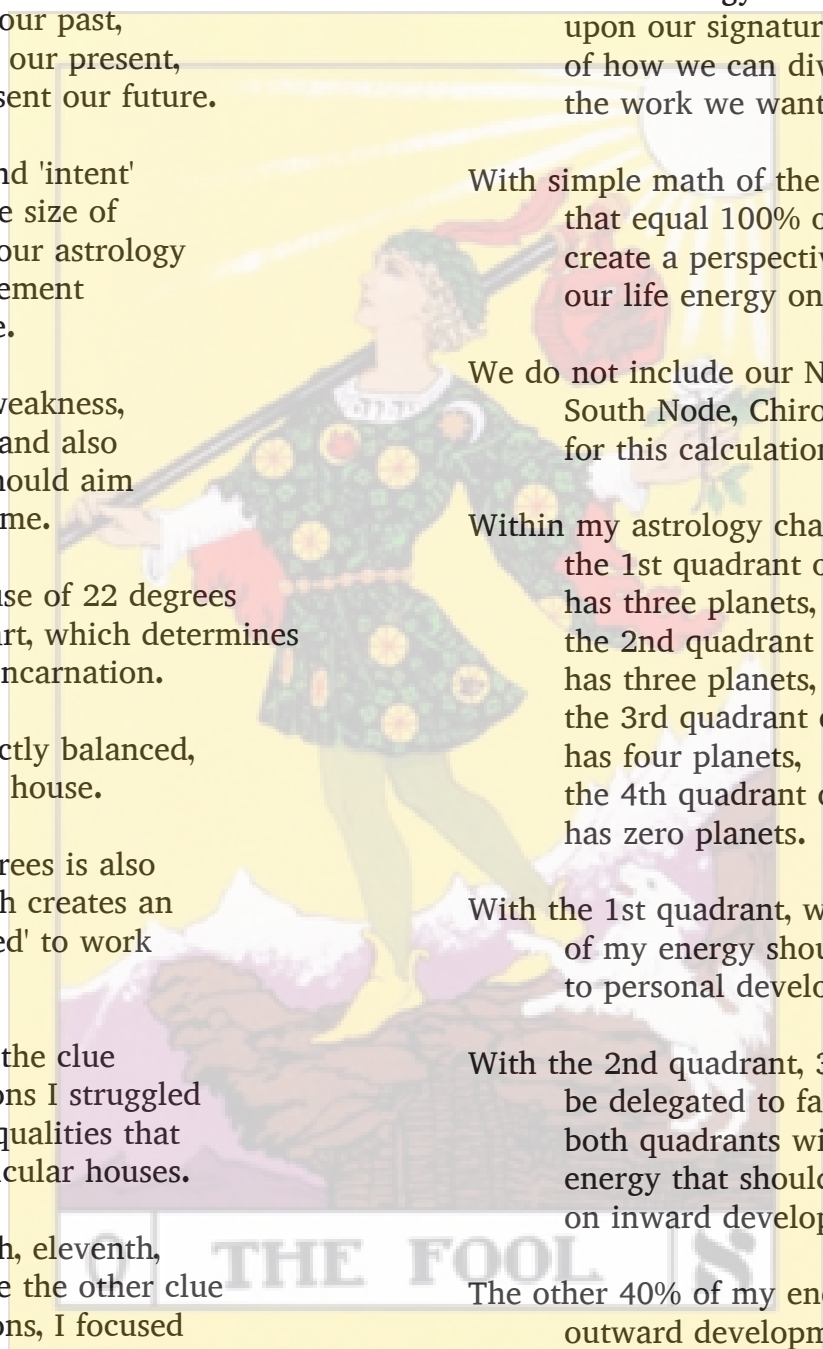 our past,
our present,
sent our future.
nd 'intent'
e size of
our astrology
ement
e.
weakness,
and also
hould aim
me.
use of 22 degrees
art, which determines
ncarnation.
ctly balanced,
house.
rees is also
h creates an
ed' to work
the clue
ons I struggled
qualities that
icular houses.
h, eleventh,
e the other clue
ons, I focused
upon our signatur
of how we can div
the work we want
With simple math of the
that equal 100% o
create a perspectiv
our life energy on
We do not include our N
South Node, Chiro
for this calculation
Within my astrology cha
the 1st quadrant o
has three planets,
the 2nd quadrant
has three planets,
the 3rd quadrant o
has four planets,
the 4th quadrant o
has zero planets.
With the 1st quadrant, w
of my energy shou
to personal develo
With the 2nd quadrant, 3
be delegated to fa
both quadrants wi
energy that should
on inward develop
The other 40% of my ene
outward developm
0 THE FOOL א